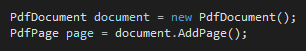 PdfDocument document = new PdfDocument();
PdfPage page = document.AddPage();